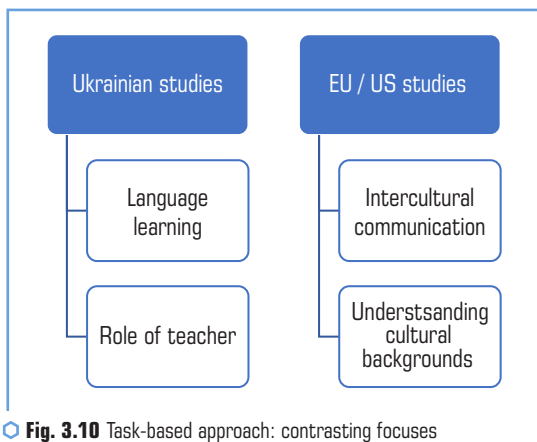 Ukrainian studies
Language
learning
Role of teacher
EU / US studies
Intercultural
communication
Understsanding
cultural
backgrounds
Fig. 3.10 Task-based approach: contrasting focuses